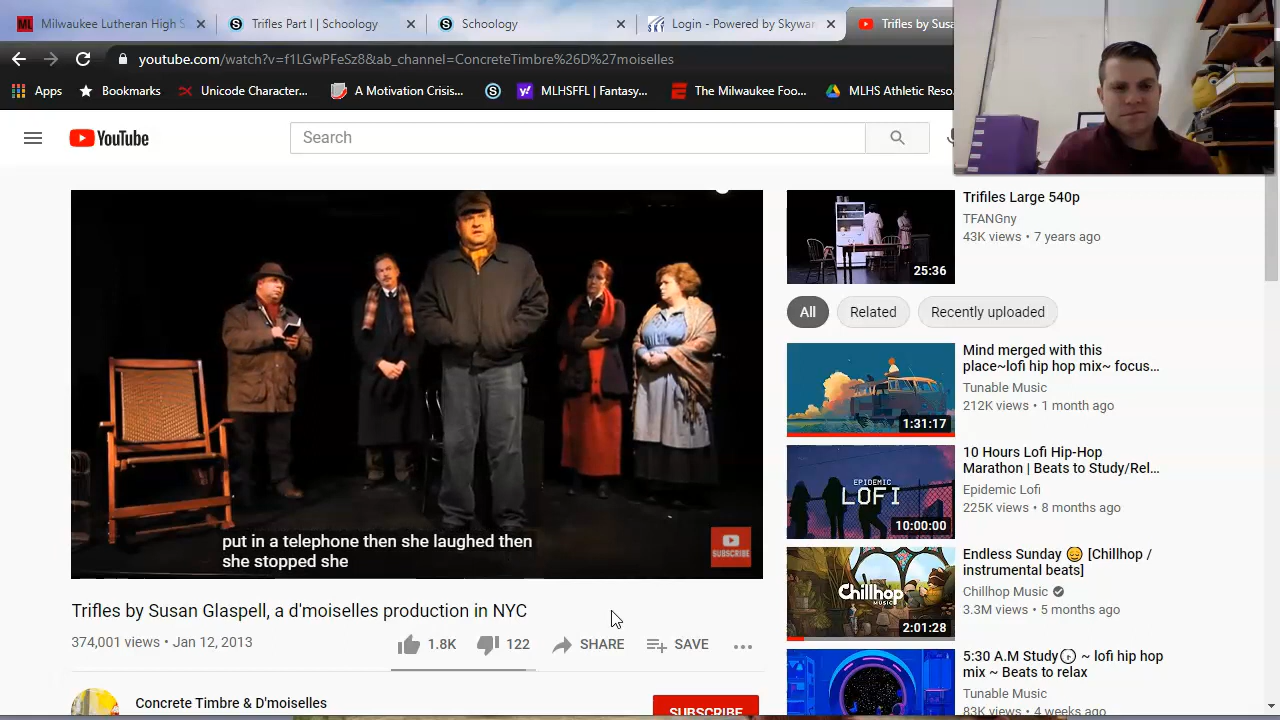 Milwaukee Lutheran High S
Trifles Part I | Schoology
Schoology
Login - Powered by Skywar
Trifles by Susa
youtube.com/watch?v=f1LGwPFeSz8&ab_channel=ConcreteTimbre%26D%27moiselles
Apps
Bookmarks
Unicode Character...
A Motivation Crisis...
MLHSFFL | Fantasy...
The Milwaukee Foo...
MLHS Athletic Reso
YouTube
Search
put in a telephone then she laughed then
she stopped she
SUBSCRIBE
Trifles by Susan Glaspell, a d'moiselles production in NYC
374,001 views • Jan 12, 2013
1.8K
122
SHARE
SAVE
Concrete Timbre & D'moiselles
SUBSCRIBE
25:36
Trifiles Large 540p
TFANGny
43K views • 7 years ago
All
Related
Recently uploaded
1:31:17
Mind merged with this
place~lofi hip hop mix~ focus...
Tunable Music
212K views • 1 month ago
EPIDEMIC
LOFI
10:00:00
10 Hours Lofi Hip-Hop
Marathon | Beats to Study/Rel...
Epidemic Lofi
225K views • 8 months ago
Chillhop
MUSIC
2:01:28
Endless Sunday 😊 [Chillhop /
instrumental beats]
Chillhop Music
3.3M views • 5 months ago
5:30 A.M Study ~ lofi hip hop
mix ~ Beats to relax
Tunable Music
83K views • 4 weeks ago